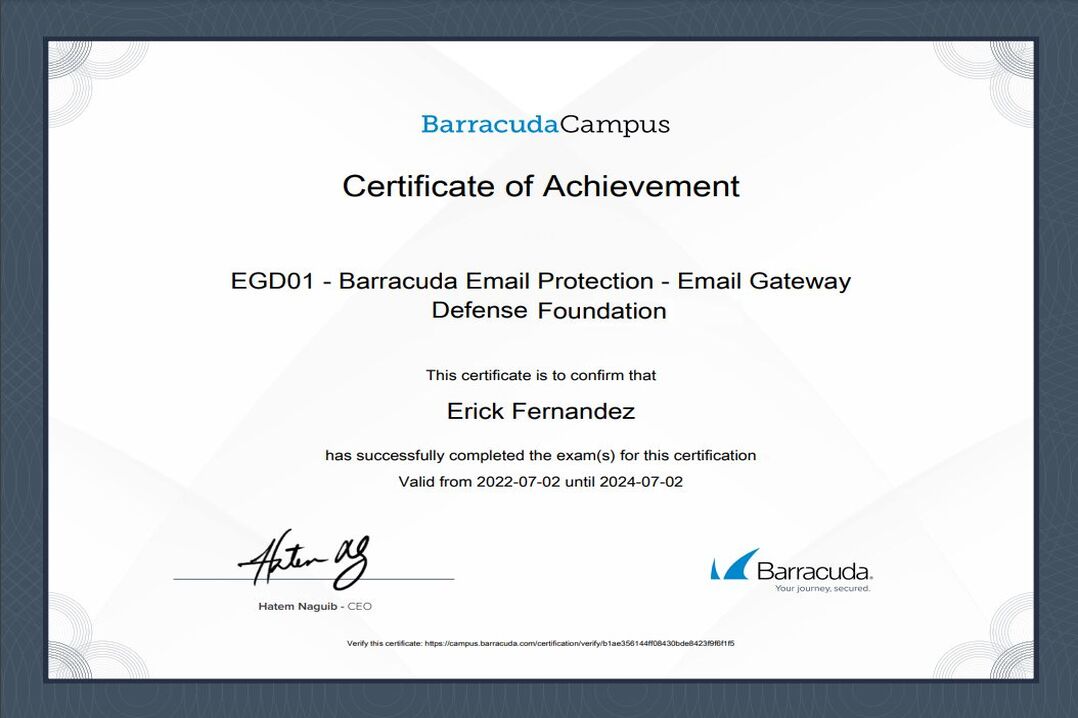 BarracudaCampus
Certificate of Achievement
EGD01 - Barracuda Email Protection - Email Gateway
Defense Foundation
This certificate is to confirm that
Erick Fernandez
has successfully completed the exam(s) for this certification
Valid from 2022-07-02 until 2024-07-02
Hatem Naguib - CEO
Barracuda.
Your journey, secured.
Verify this certificate: https://campus.barracuda.com/certification/verify/b1ae356144ff08430bde8423f9f6f1f5